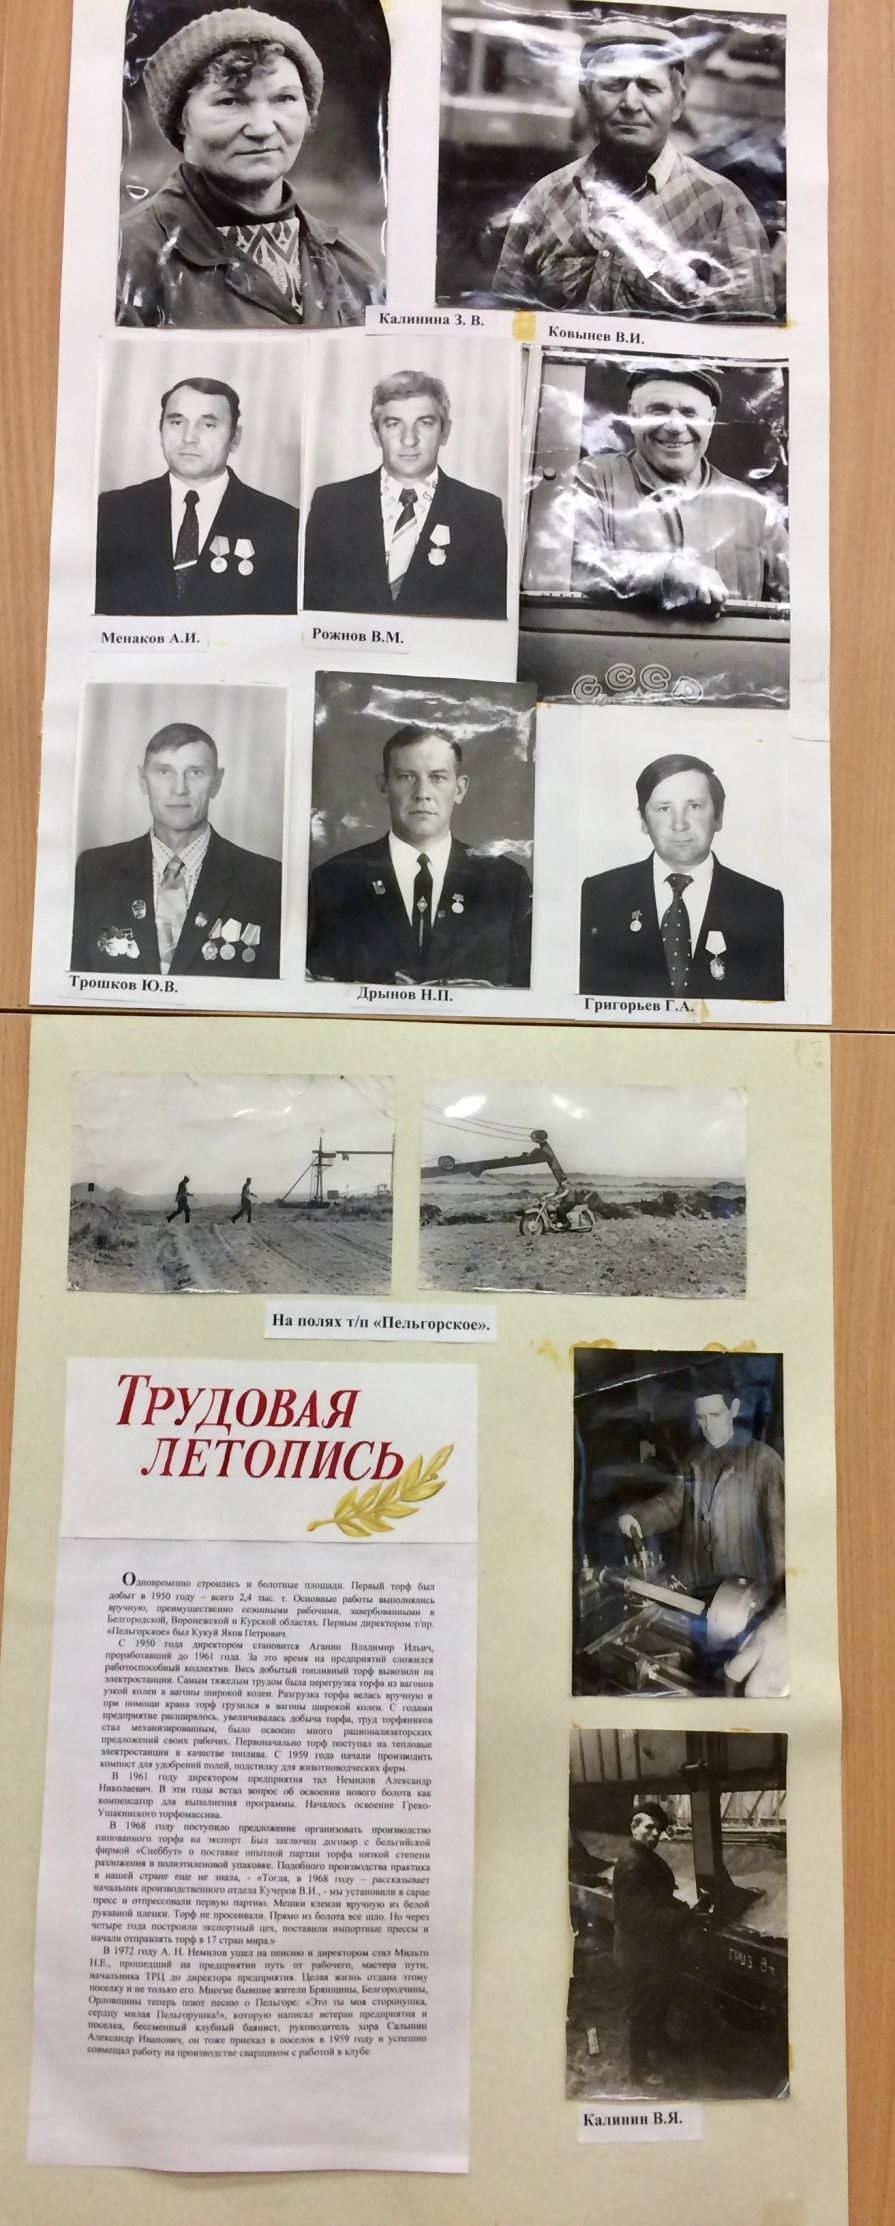 Калинина З. В.
Ковынев В.И.
Менаков А.И.
Рожнов В.М.
СССР
Трошков Ю.В.
Дрынов Н.П.
Григорьев Г.А.
На полях т/п «Пельгорское».
ТРУДОВАЯ
ЛЕТОПИСЬ
Одновременно строились и болотные площади. Первый торф был
добыт в 1950 году – всего 2,4 тыс. т. Основные работы выполнялись
вручную, преимущественно сезонными рабочими, завербованными в
Белгородской, Воронежской и Курской областях. Первым директором т/пр.
«Пельгорское» был Кукуй Яков Петрович.
С 1950 года директором становится Аганин Владимир Ильич,
проработавший до 1961 года. За это время на предприятий сложился
работоспособный коллектив. Весь добытый топливный торф вывозили на
электростанции. Самым тяжелым трудом была перегрузка торфа из вагонов
узкой колеи в вагоны широкой колеи. Разгрузка торфа велась вручную и
при помощи крана торф грузился в вагоны широкой колеи. С годами
предприятие расширялось, увеличивалась добыча торфа, труд торфяников
стал механизированным, было освоено много рационализаторских
предложений своих рабочих. Первоначально торф поступал на тепловые
электростанции в качестве топлива. С 1959 года начали производить
компост для удобрений полей, подстилку для животноводческих ферм.
В 1961 году директором предприятия тал Немилов Александр
Николаевич. В эти годы встал вопрос об освоении нового болота как
компенсатор для выполнения программы. Началось освоение Греко-
Ушакинского торфомассива.
В 1968 году поступило предложение организовать производство
кипованного торфа на экспорт. Был заключен договор с бельгийской
фирмой «Снеббут» о поставке опытной партии торфа низкой степени
разложения в полиэтиленовой упаковке. Подобного производства практика
в нашей стране еще не знала, - «Тогда, в 1968 году – рассказывает
начальник производственного отдела Кучеров В.И., - мы установили в сарае
пресс и отпрессовали первую партию. Мешки клеили вручную из белой
рукавной пленки. Торф не просеивали. Прямо из болота все шло. Но через
четыре года построили экспортный цех, поставили импортные прессы и
начали отправлять торф в 17 стран мира.»
В 1972 году А. Н. Немилов ушел на пенсию и директором стал Мильто
Н.Е., прошедший на предприятии путь от рабочего, мастера пути,
начальника ТРЦ до директора предприятия. Целая жизнь отдана этому
поселку и не только его. Многие бывшие жители Брянщины, Белгородчины,
Орловщины теперь поют песню о Пельгоре: «Это ты моя сторонушка,
сердцу милая Пельгорушка!», которую написал ветеран предприятия и
поселка, бессменный клубный баянист, руководитель хора Салынин
Александр Иванович, он тоже приехал в поселок в 1959 году и успешно
совмещал работу на производстве сварщиком с работой в клубе.
ГРУЗ 8т
Калинин В.Я.